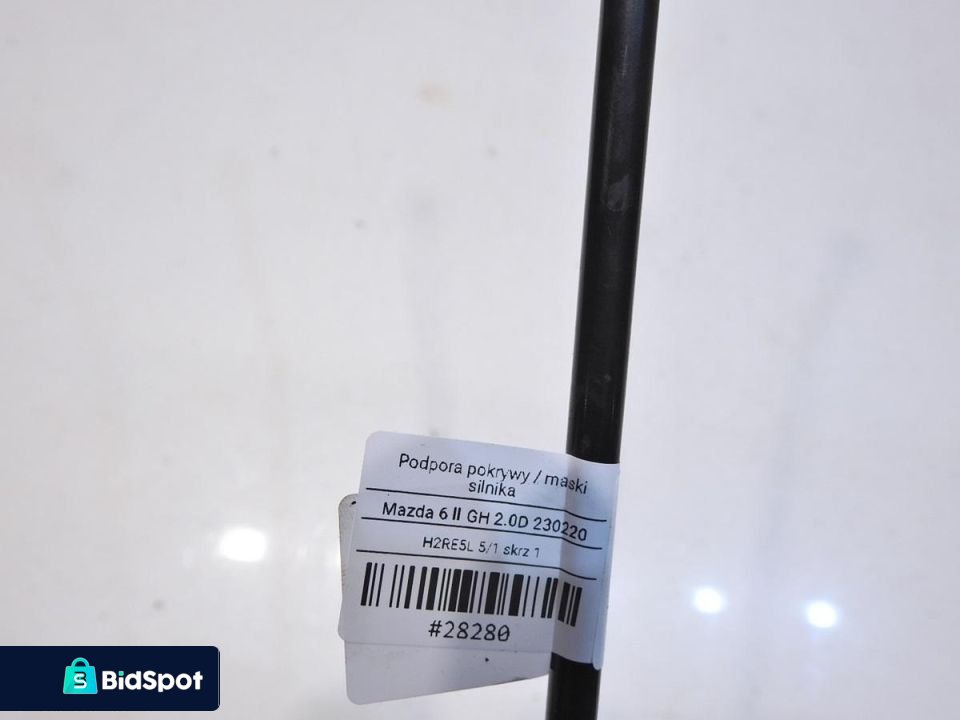 Podpora pokrywy / maski
silnika
Mazda 6 II GH 2.0D 230220
H2RE5L 5/1 skrz 1
#28280
BidSpot